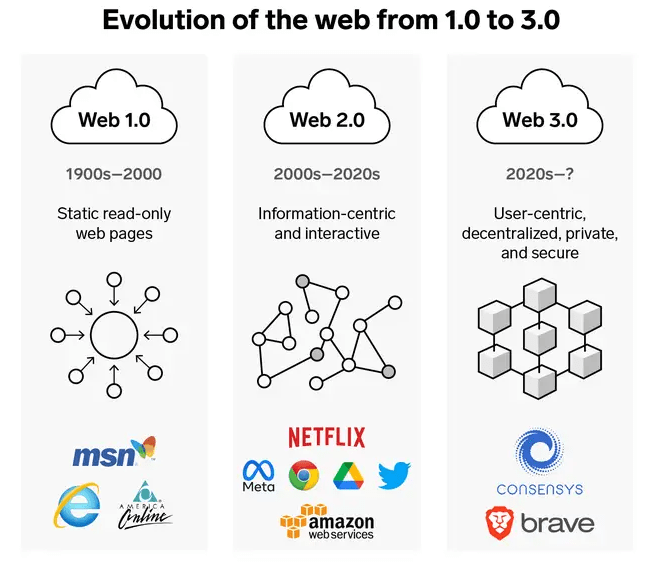 Evolution of the web from 1.0 to 3.0
Web 1.0
1900s–2000
Static read-only
web pages
msn
AMERICA
Online
Web 2.0
2000s–2020s
Information-centric
and interactive
NETFLIX
Meta
amazon
webservices
Web 3.0
2020s–?
User-centric,
decentralized, private,
and secure
CONSENSYS
brave